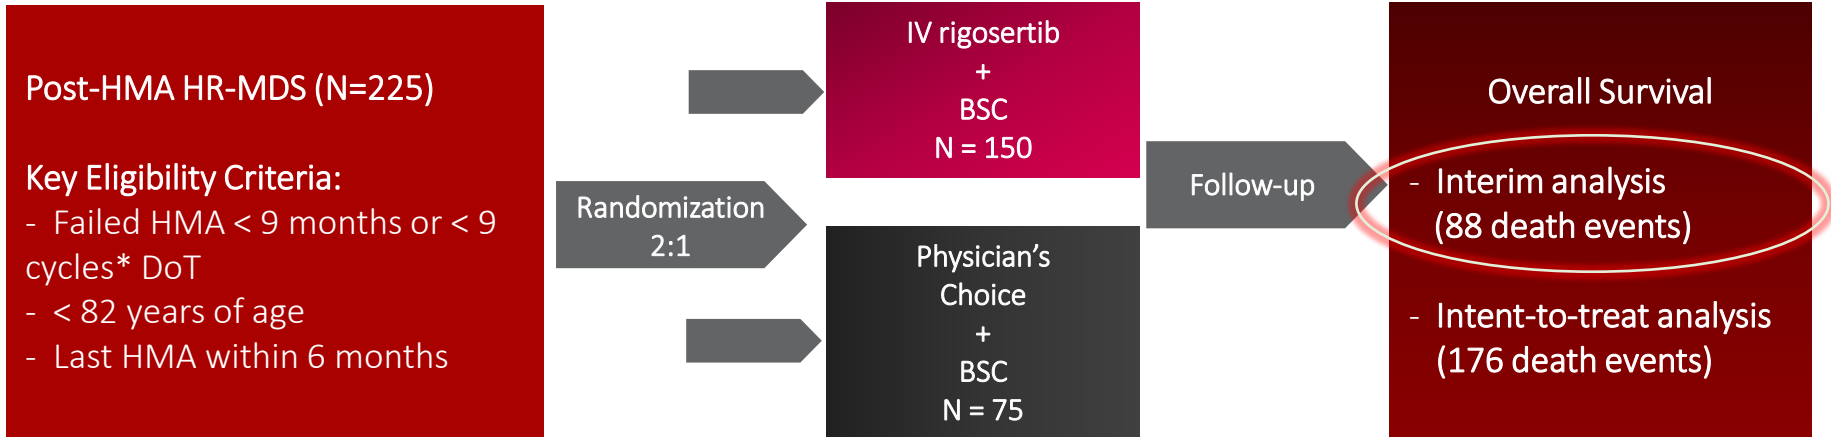 Post-HMA HR-MDS (N=225)
Key Eligibility Criteria:
- Failed HMA < 9 months or < 9
cycles* DoT
- < 82 years of age
- Last HMA within 6 months
Randomization
2:1
IV rigosertib
+
BSC
N = 150
Physician’s
Choice
+
BSC
N = 75
Follow-up
Overall Survival
- Interim analysis
(88 death events)
- Intent-to-treat analysis
(176 death events)